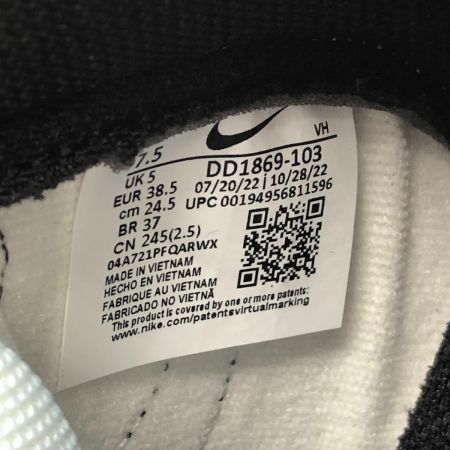 7.5
VH
UK 5
DD1869-103
EUR 38.5
07/20/22 | 10/28/22
cm 24.5
UPC 00194956811596
BR 37
CN 245(2.5)
04A721PFQARWX
MADE IN VIETNAM
HECHO EN VIETNAM
FABRIQUE AU VIETNAM
FABRICADO NO VIETNÃ
This product is covered by one or more patents:
www.nike.com/patentsvirtualmarking